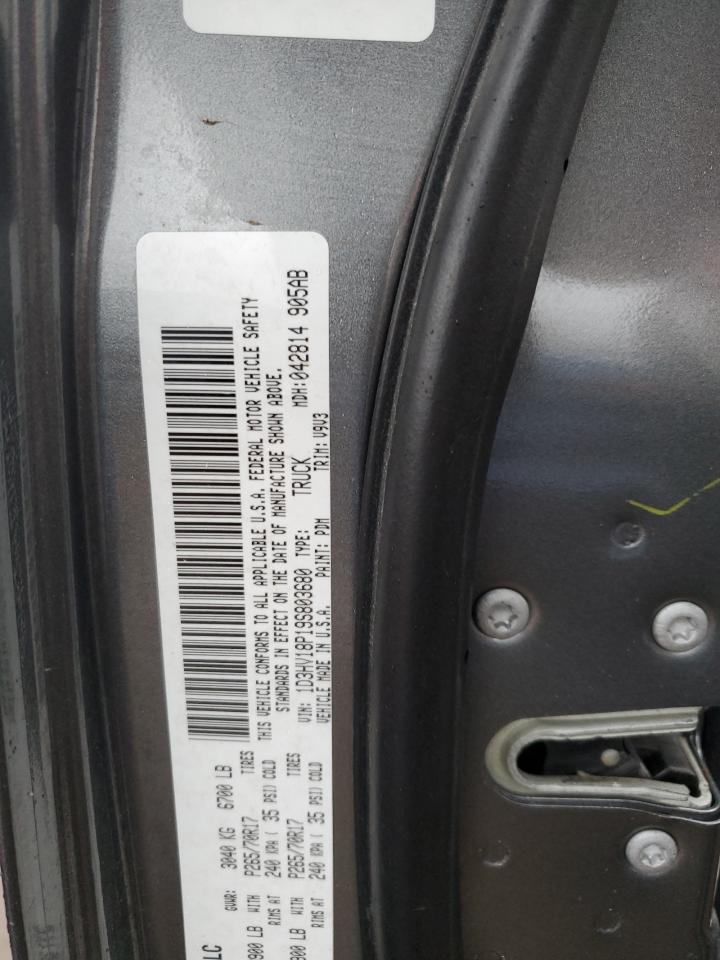 LC
GVWR: 3040 KG 6700 LB
900 LB WITH P265/70R17 TIRES
RIMS AT 240 KPA ( 35 PSI) COLD
900 LB WITH P265/70R17 TIRES
RIMS AT 240 KPA ( 35 PSI) COLD
THIS VEHICLE CONFORMS TO ALL APPLICABLE U.S.A. FEDERAL MOTOR VEHICLE SAFETY
STANDARDS IN EFFECT ON THE DATE OF MANUFACTURE SHOWN ABOVE.
VIN: 1D3HV18P19S803680 TYPE: TRUCK MDH:042814 905AB
VEHICLE MADE IN U.S.A. PAINT: PDM TRIM: V9V3